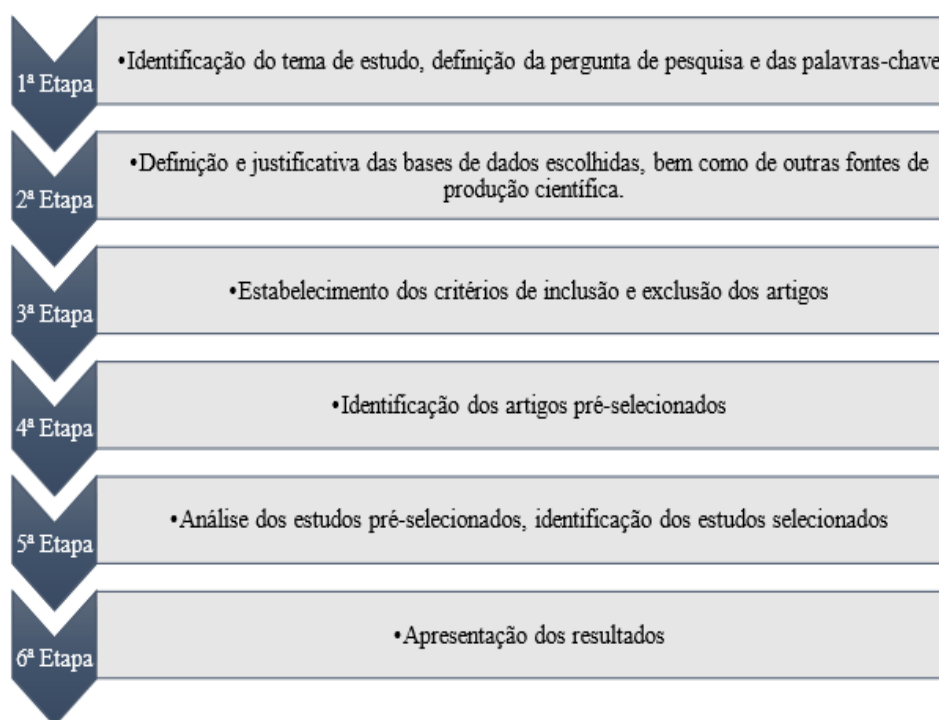 1ª Etapa
•Identificação do tema de estudo, definição da pergunta de pesquisa e das palavras-chave
2ª Etapa
•Definição e justificativa das bases de dados escolhidas, bem como de outras fontes de
produção científica.
3ª Etapa
•Estabelecimento dos critérios de inclusão e exclusão dos artigos
4ª Etapa
•Identificação dos artigos pré-selecionados
5ª Etapa
•Análise dos estudos pré-selecionados, identificação dos estudos selecionados
6ª Etapa
•Apresentação dos resultados